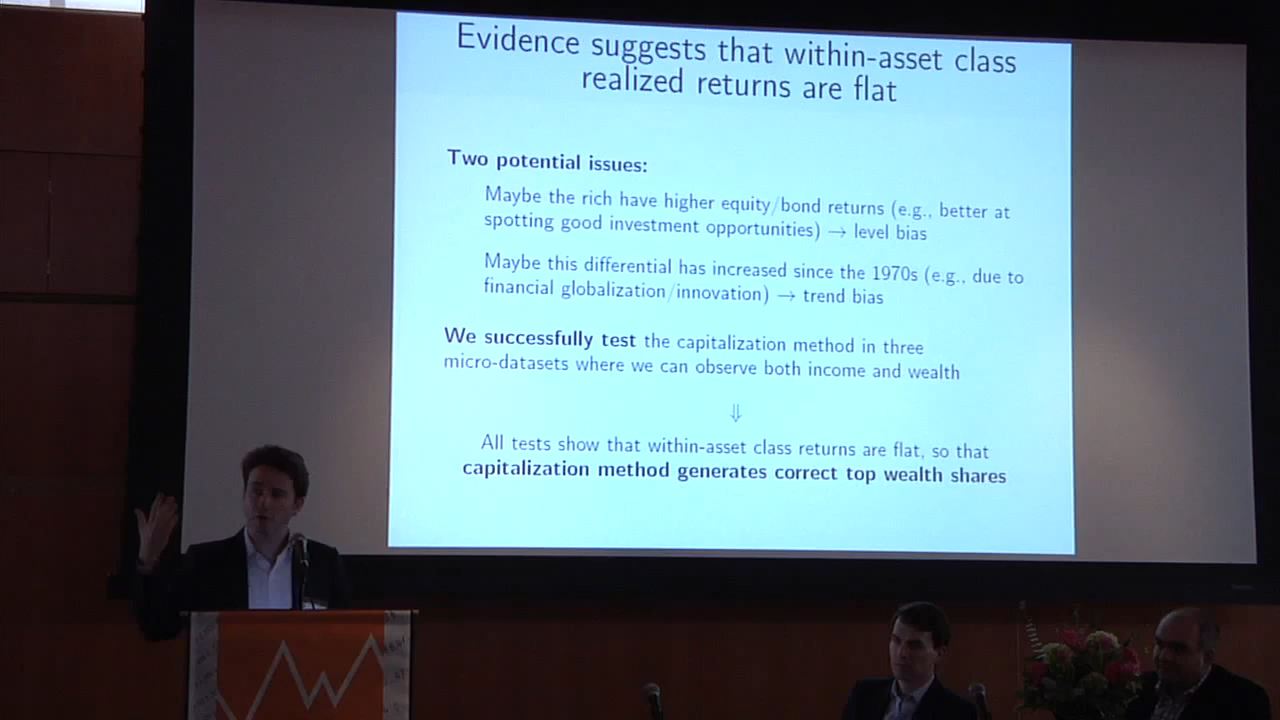 Evidence suggests that within-asset class
realized returns are flat
Two potential issues:
Maybe the rich have higher equity/bond returns (e.g., better at
spotting good investment opportunities) → level bias
Maybe this differential has increased since the 1970s (e.g., due to
financial globalization/innovation) → trend bias
We successfully test the capitalization method in three
micro-datasets where we can observe both income and wealth
⇓
All tests show that within-asset class returns are flat, so that
capitalization method generates correct top wealth shares